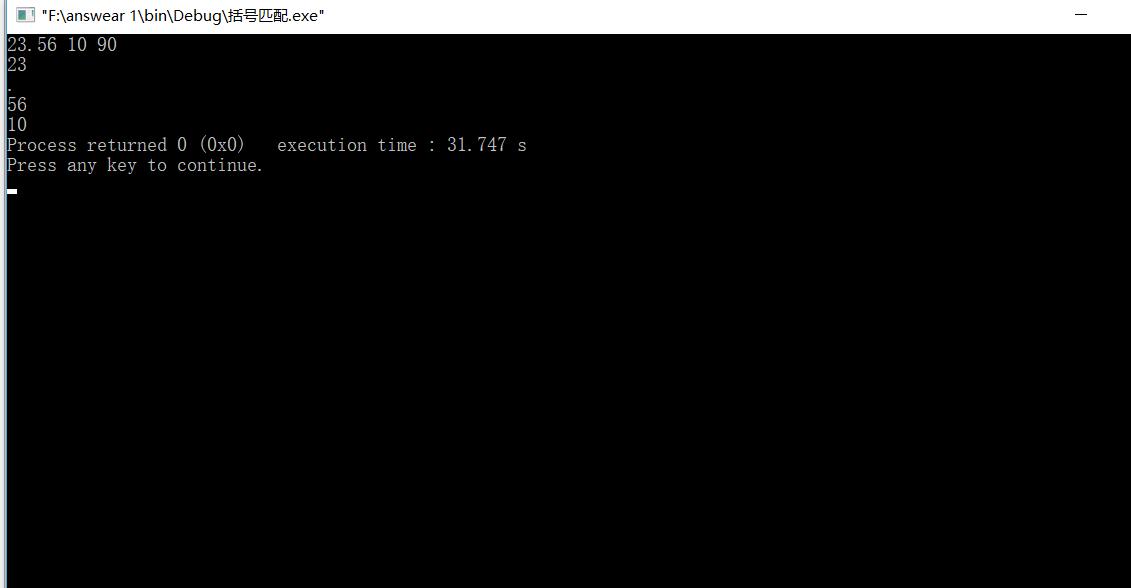 "F:\answear 1\bin\Debug\括号匹配.exe"
23.56 10 90
23
.
56
10
Process returned 0 (0x0)   execution time : 31.747 s
Press any key to continue.